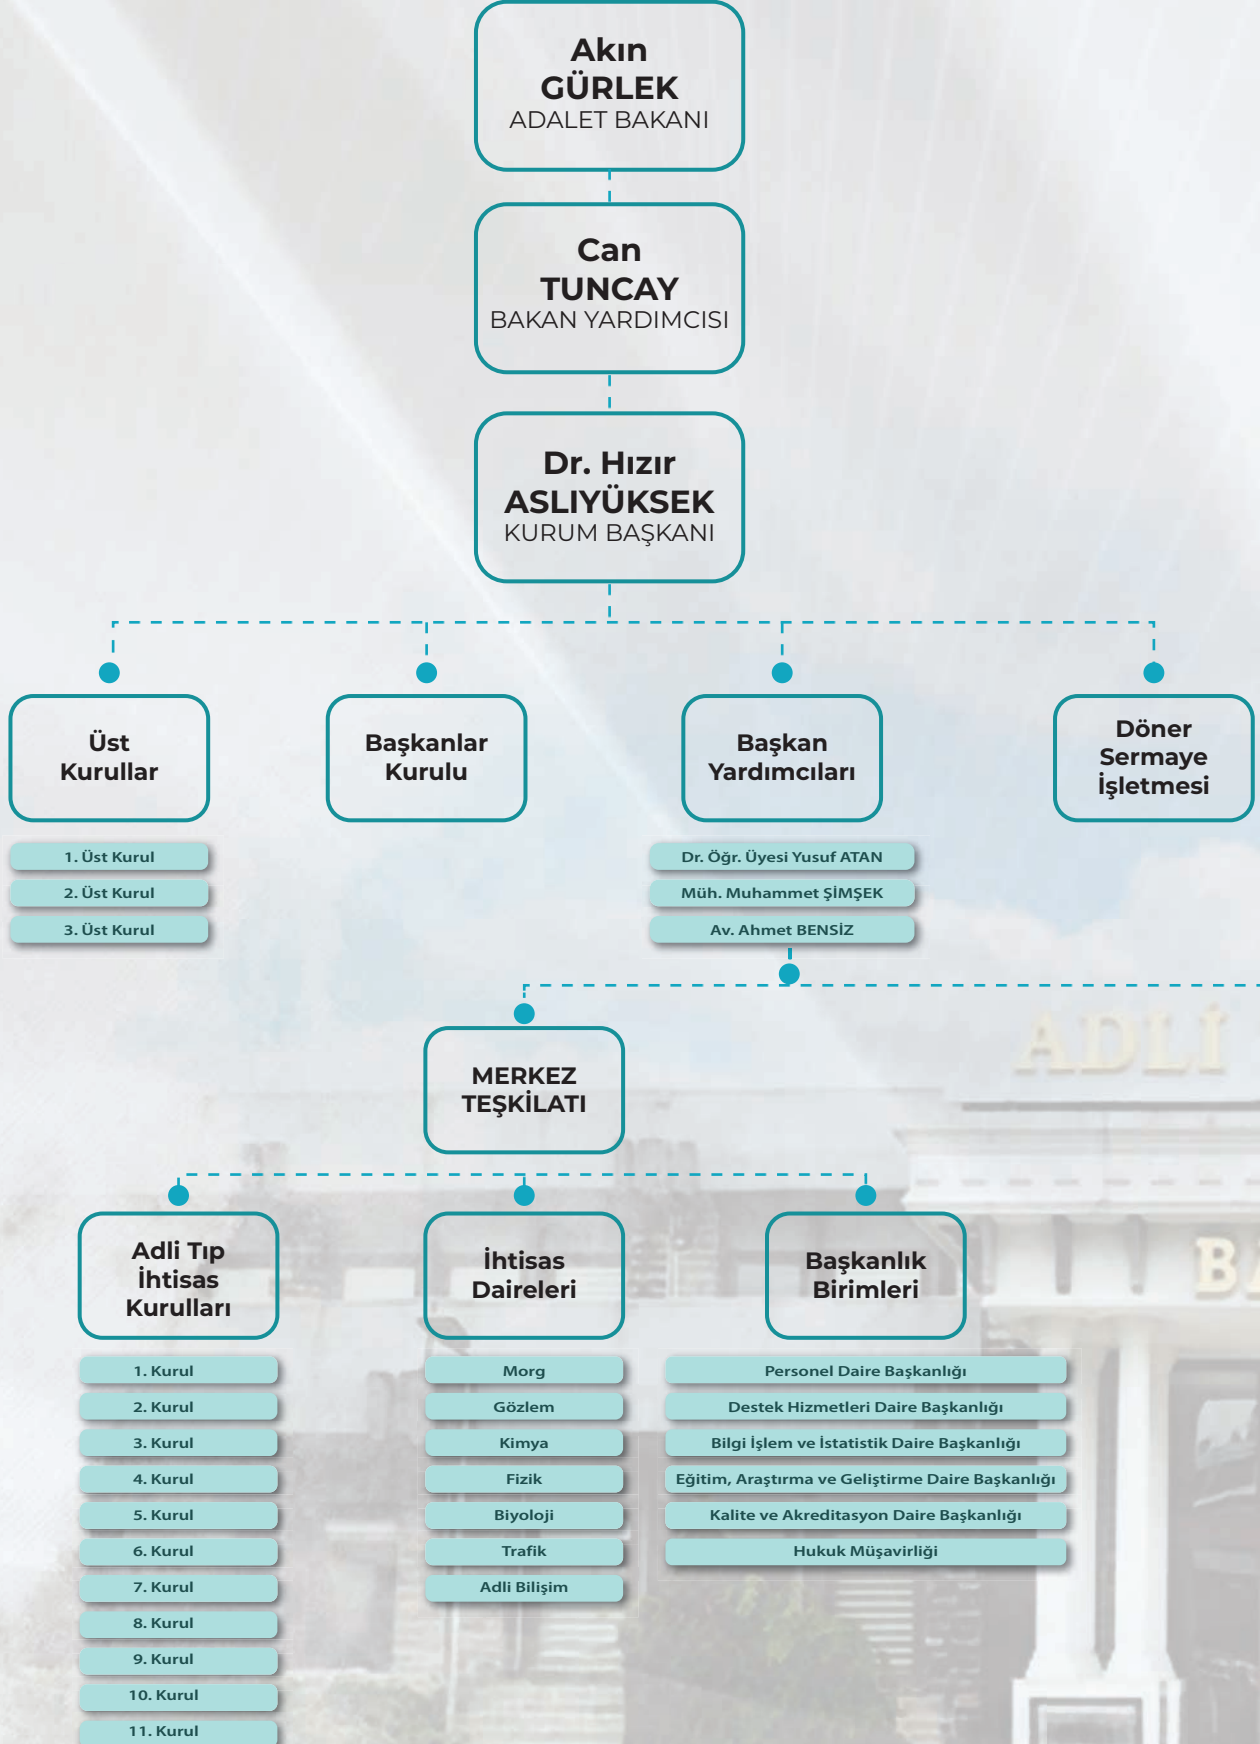 Akın
GÜRLEK
ADALET BAKANI
Can
TUNCAY
BAKAN YARDIMCISI
Dr. Hızır
ASLIYÜKSEK
KURUM BAŞKANI
Üst
Kurullar
Başkanlar
Kurulu
Başkan
Yardımcıları
Döner
Sermaye
İşletmesi
1. Üst Kurul
2. Üst Kurul
3. Üst Kurul
Dr. Öğr. Üyesi Yusuf ATAN
Müh. Muhammet ŞİMŞEK
Av. Ahmet BENSİZ
ADLİ
MERKEZ
TEŞKİLATI
BA
Adli Tıp
İhtisas
Kurulları
İhtisas
Daireleri
Başkanlık
Birimleri
1. Kurul
2. Kurul
3. Kurul
4. Kurul
5. Kurul
6. Kurul
7. Kurul
8. Kurul
9. Kurul
10. Kurul
11. Kurul
Morg
Gözlem
Kimya
Fizik
Biyoloji
Trafik
Adli Bilişim
Personel Daire Başkanlığı
Destek Hizmetleri Daire Başkanlığı
Bilgi İşlem ve İstatistik Daire Başkanlığı
Eğitim, Araştırma ve Geliştirme Daire Başkanlığı
Kalite ve Akreditasyon Daire Başkanlığı
Hukuk Müşavirliği